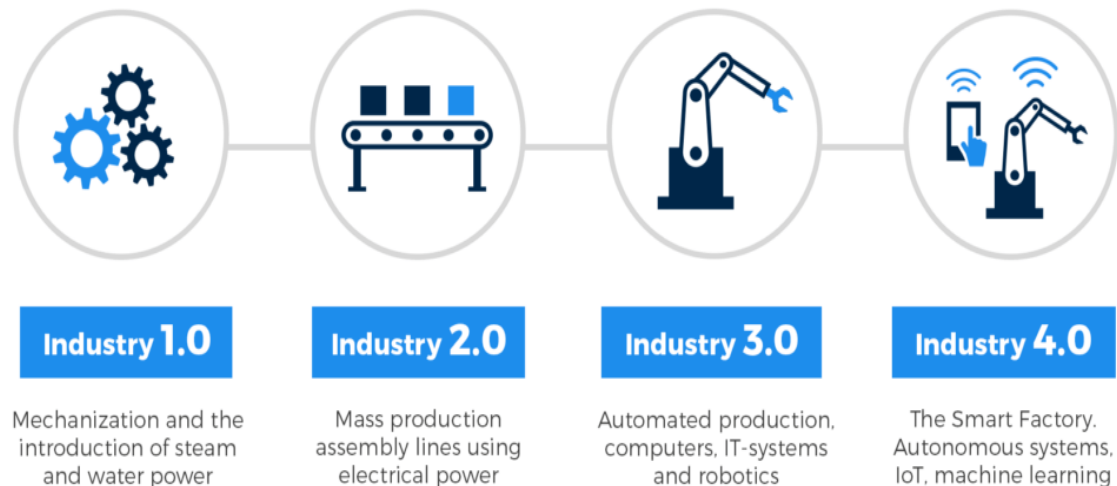 Industry 1.0
Mechanization and the
introduction of steam
and water power
Industry 2.0
Mass production
assembly lines using
electrical power
Industry 3.0
Automated production,
computers, IT-systems
and robotics
Industry 4.0
The Smart Factory.
Autonomous systems,
IoT, machine learning